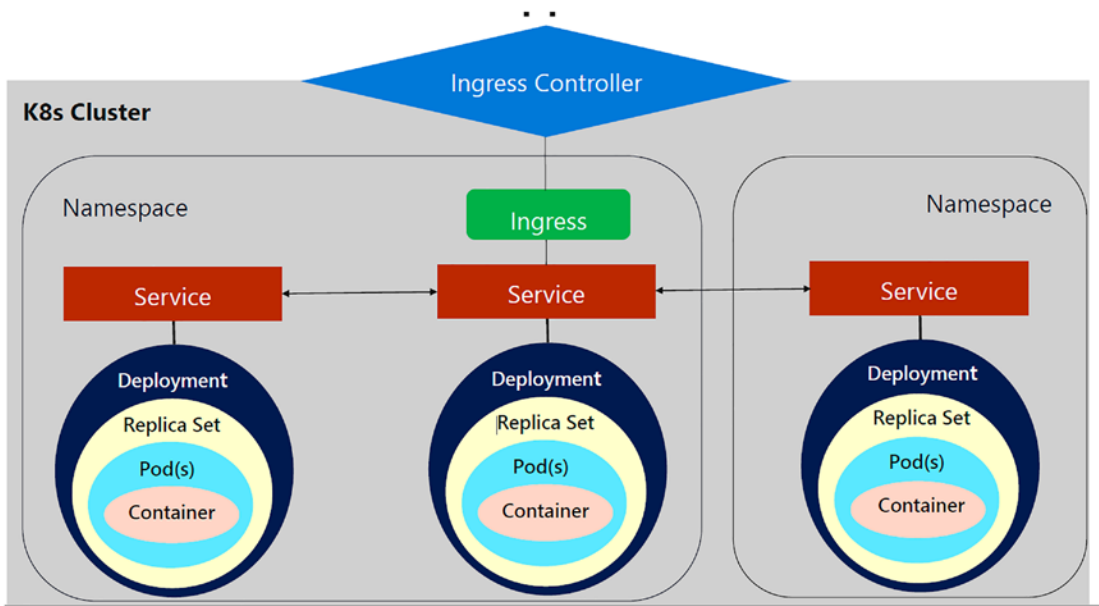 Ingress Controller
K8s Cluster
Namespace
Ingress
Namespace
Service
Service
Service
Deployment
Replica Set
Pod(s)
Container
Deployment
Replica Set
Pod(s)
Container
Deployment
Replica Set
Pod(s)
Container